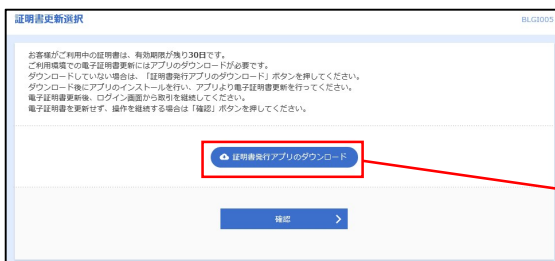 証明書更新選択
BLGI005
お客様がご利用中の証明書は、有効期限が残り30日です。
ご利用環境での電子証明書更新にはアプリのダウンロードが必要です。
ダウンロードしていない場合は、「証明書発行アプリのダウンロード」ボタンを押してください。
ダウンロード後にアプリのインストールを行い、アプリより電子証明書更新を行ってください。
電子証明書更新後、ログイン画面から取引を継続してください。
電子証明書を更新せず、操作を継続する場合は「確認」ボタンを押してください。
証明書発行アプリのダウンロード
確認